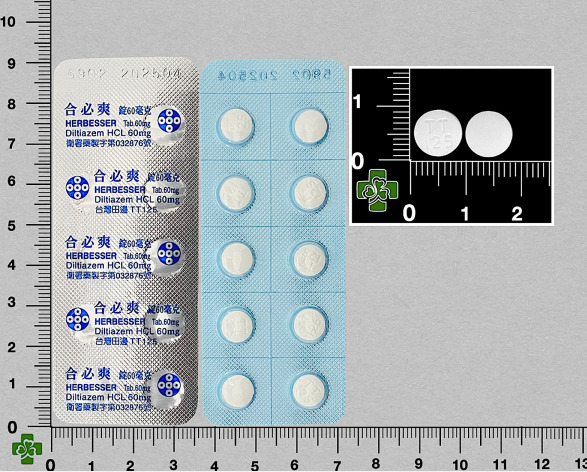 10
9
8
7
6
5
4
3
2
1
0
5902 202504
合必爽 錠60毫克
HERBESSER Tab.60mg
Diltiazem HCL 60mg
衛署藥製字第032876號
合必爽 錠60毫克
HERBESSER Tab.60mg
Diltiazem HCL 60mg
台灣田邊 TT125
合必爽 錠60毫克
HERBESSER Tab.60mg
Diltiazem HCL 60mg
衛署藥製字第032876號
合必爽 錠60毫克
HERBESSER Tab.60mg
Diltiazem HCL 60mg
台灣田邊 TT125
合必爽 錠60毫克
HERBESSER Tab.60mg
Diltiazem HCL 60mg
衛署藥製字第032876號
5902 202504
1
0
TT
0 1 2
0 1 2 3 4 5 6 7 8 9 10 11 12 13